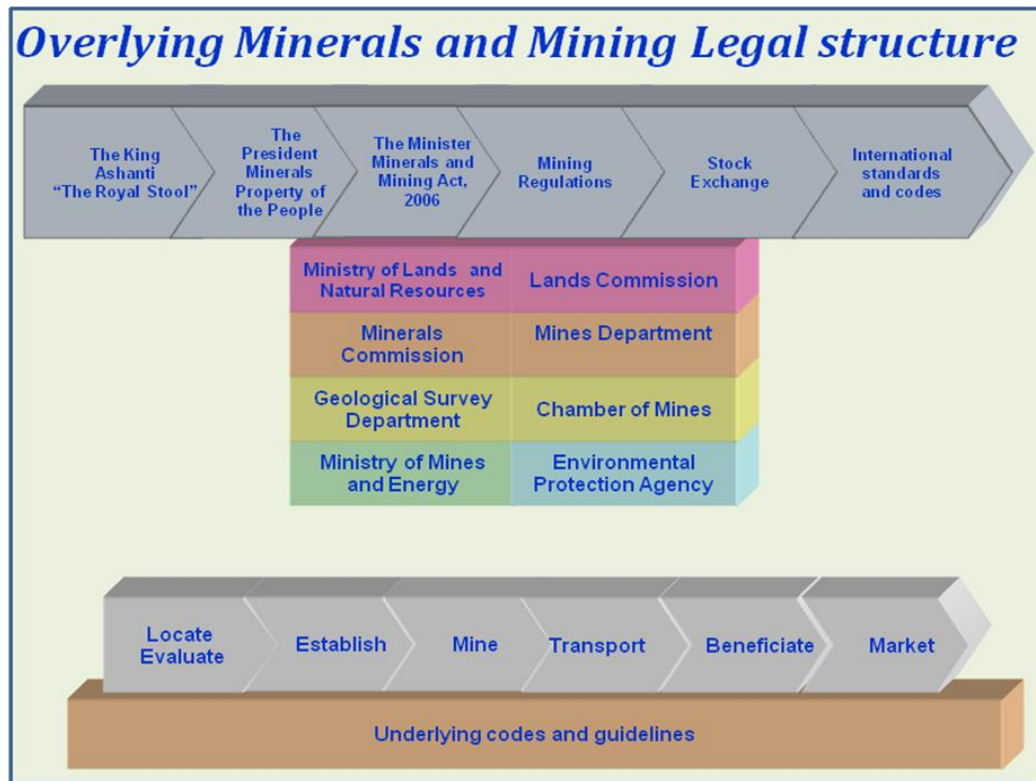 Overlying Minerals and Mining Legal structure
The King
Ashanti
“The Royal Stool”
The
President
Minerals
Property of
the People
The Minister
Minerals and
Mining Act,
2006
Mining
Regulations
Stock
Exchange
International
standards
and codes
Ministry of Lands and
Natural Resources
Lands Commission
Minerals
Commission
Mines Department
Geological Survey
Department
Chamber of Mines
Ministry of Mines
and Energy
Environmental
Protection Agency
Locate
Evaluate
Establish
Mine
Transport
Beneficiate
Market
Underlying codes and guidelines